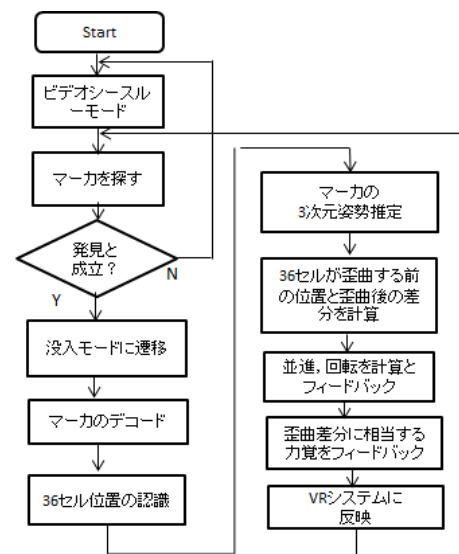 Start
ビデオシースル
ーモード
マーカを探す
発見と
成立？
N
Y
没入モードに遷移
マーカのデコード
36セル位置の認識
マーカの
3次元姿勢推定
36セルが歪曲する前
の位置と歪曲後の差
分を計算
並進，回転を計算と
フィードバック
歪曲差分に相当する
力覚をフィードバック
VRシステムに
反映